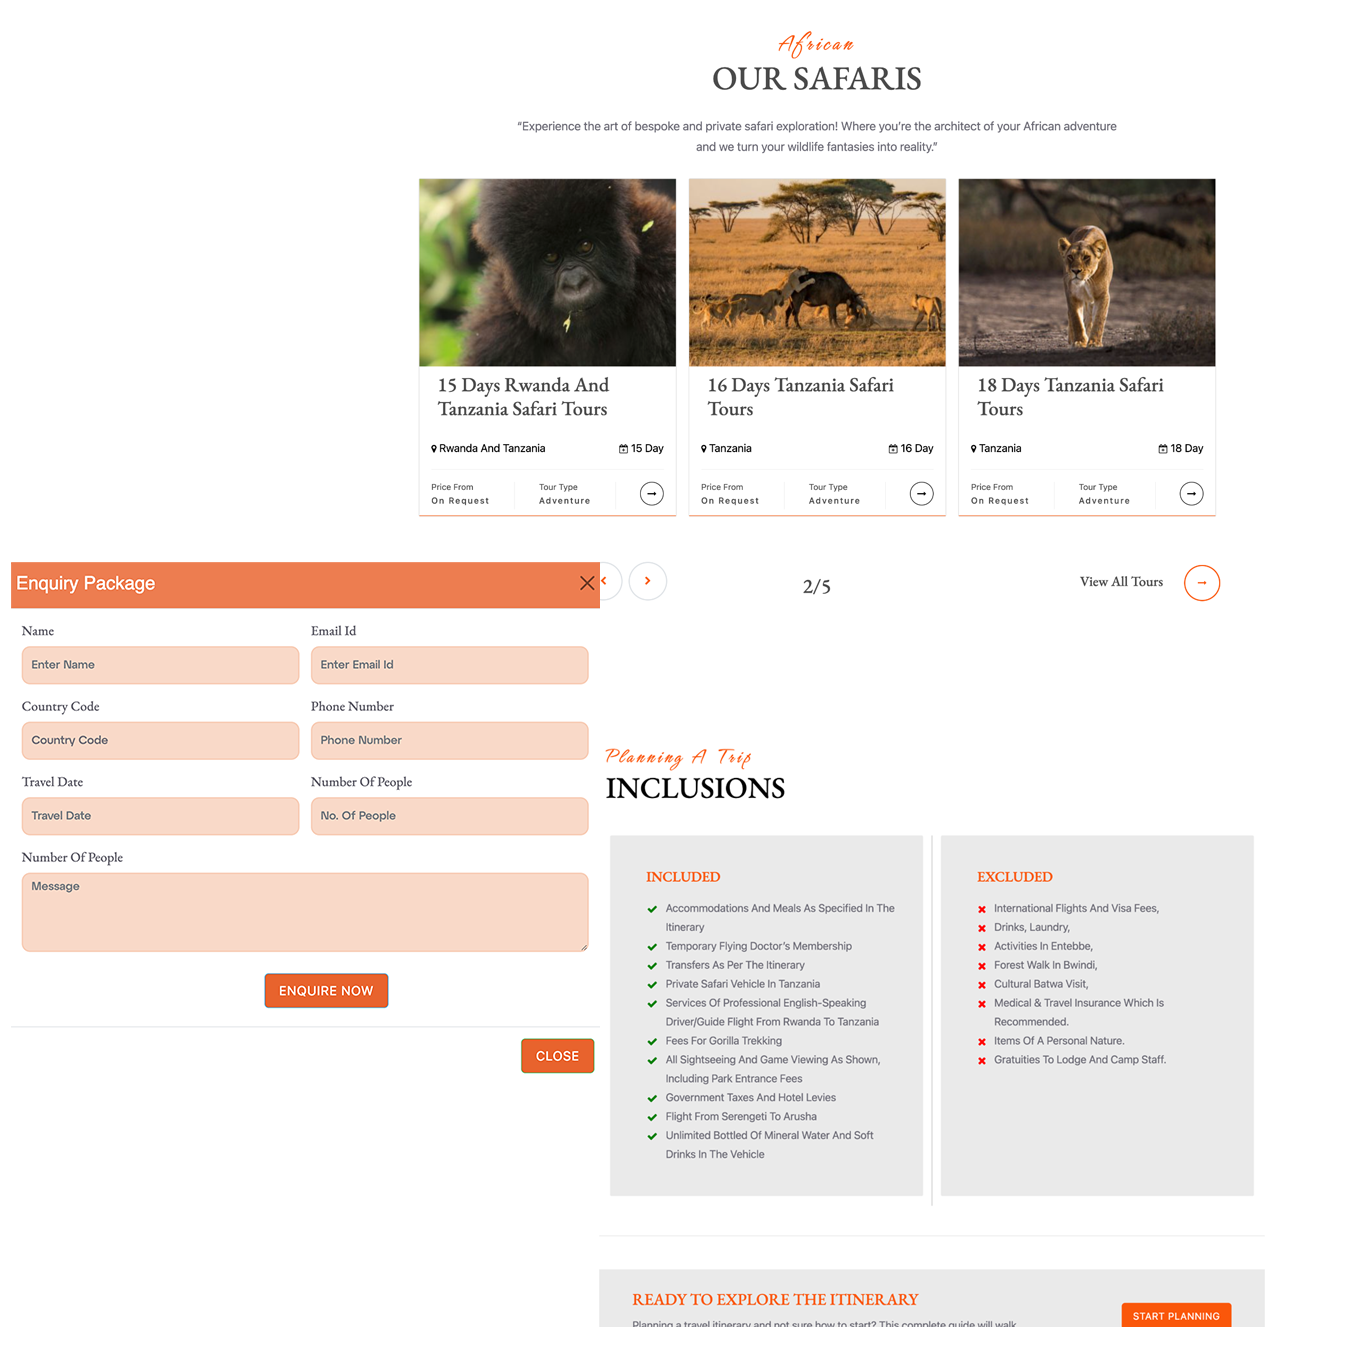 African
OUR SAFARIS
“Experience the art of bespoke and private safari exploration! Where you’re the architect of your African adventure
and we turn your wildlife fantasies into reality.”
15 Days Rwanda And
Tanzania Safari Tours
Rwanda And Tanzania
15 Day
Price From
On Request
Tour Type
Adventure
16 Days Tanzania Safari
Tours
Tanzania
16 Day
Price From
On Request
Tour Type
Adventure
18 Days Tanzania Safari
Tours
Tanzania
18 Day
Price From
On Request
Tour Type
Adventure
2/5
View All Tours
Enquiry Package
Name
Email Id
Enter Name
Enter Email Id
Country Code
Phone Number
Country Code
Phone Number
Travel Date
Number Of People
Travel Date
No. Of People
Number Of People
Message
ENQUIRE NOW
CLOSE
Planning A Trip
INCLUSIONS
INCLUDED
Accommodations And Meals As Specified In The
Itinerary
Temporary Flying Doctor’s Membership
Transfers As Per The Itinerary
Private Safari Vehicle In Tanzania
Services Of Professional English-Speaking
Driver/Guide Flight From Rwanda To Tanzania
Fees For Gorilla Trekking
All Sightseeing And Game Viewing As Shown,
Including Park Entrance Fees
Government Taxes And Hotel Levies
Flight From Serengeti To Arusha
Unlimited Bottled Of Mineral Water And Soft
Drinks In The Vehicle
EXCLUDED
International Flights And Visa Fees,
Drinks, Laundry,
Activities In Entebbe,
Forest Walk In Bwindi,
Cultural Batwa Visit,
Medical & Travel Insurance Which Is
Recommended.
Items Of A Personal Nature.
Gratuities To Lodge And Camp Staff.
READY TO EXPLORE THE ITINERARY
Planning a travel itinerary and not sure how to start? This complete guide will walk
START PLANNING